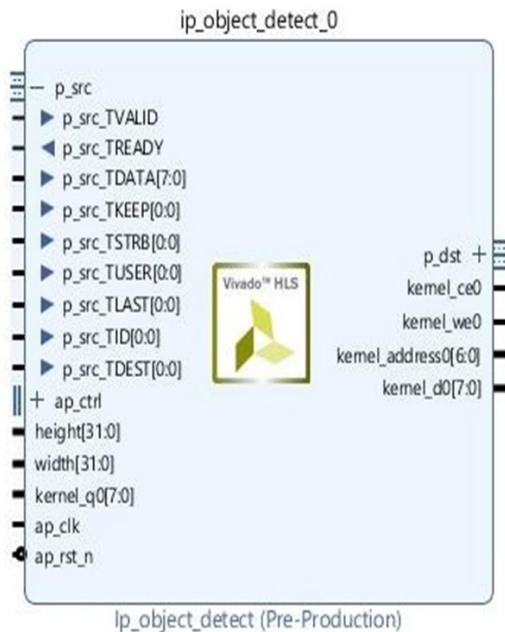 ip_object_detect_0
p_src
p_src_TVALID
p_src_TREADY
p_src_TDATA[7:0]
p_src_TKEEP[0:0]
p_src_TSTRB[0:0]
p_src_TUSER[0:0]
p_src_TLAST[0:0]
p_src_TID[0:0]
p_src_TDEST[0:0]
ap_ctrl
height[31:0]
width[31:0]
kernel_q0[7:0]
ap_clk
ap_rst_n
Vivado™ HLS
p_dst
kernel_ce0
kernel_we0
kernel_address0[6:0]
kernel_d0[7:0]
Ip_object_detect (Pre-Production)